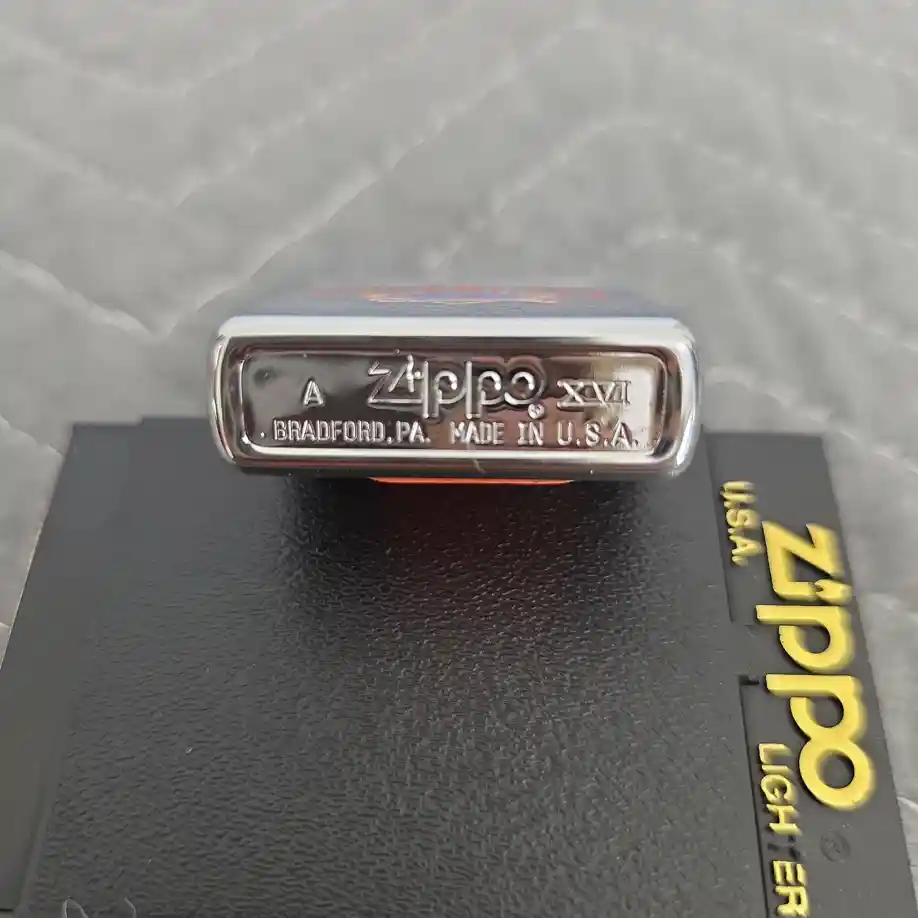 A Zippo XVI
BRADFORD, PA. MADE IN U.S.A.
Zippo
U.S.A.
LIGHTER